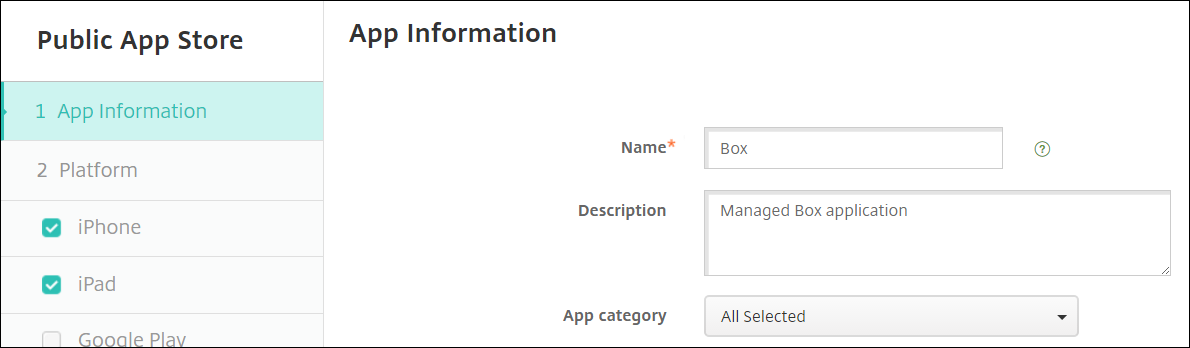 Public App Store
1 App Information
2 Platform
iPhone
iPad
Google Play
App Information
Name*
Box
?
Description
Managed Box application
App category
All Selected